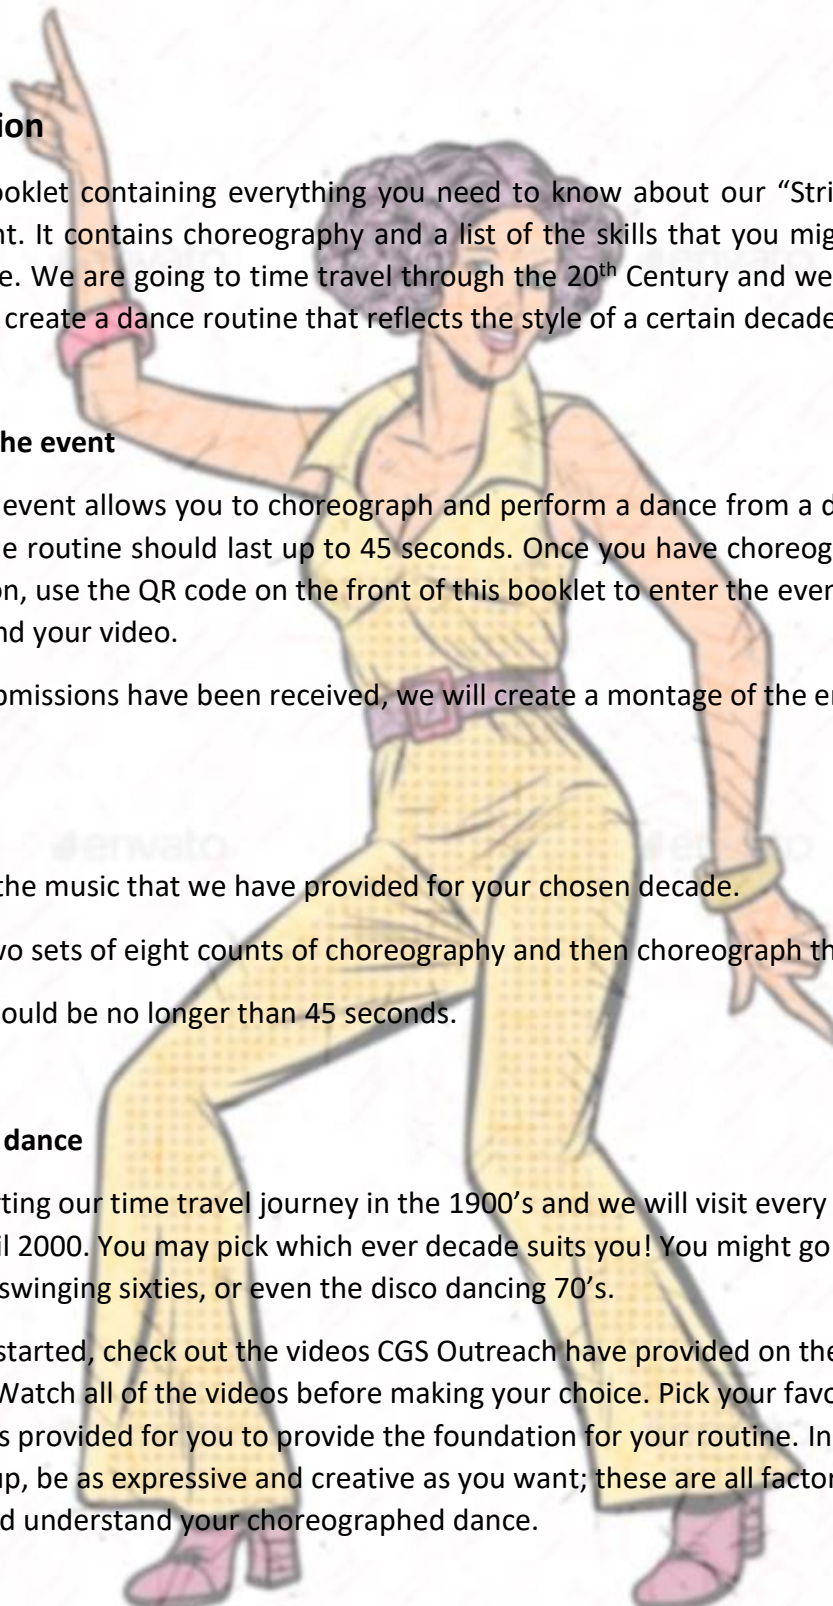 ion
ooklet containing everything you need to know about our “Stri
nt. It contains choreography and a list of the skills that you mig
e. We are going to time travel through the 20th Century and we
create a dance routine that reflects the style of a certain decade
he event
event allows you to choreograph and perform a dance from a d
e routine should last up to 45 seconds. Once you have choreog
on, use the QR code on the front of this booklet to enter the even
nd your video.
bmissions have been received, we will create a montage of the en
envato
the music that we have provided for your chosen decade.
wo sets of eight counts of choreography and then choreograph th
ould be no longer than 45 seconds.
dance
rting our time travel journey in the 1900’s and we will visit every
il 2000. You may pick which ever decade suits you! You might go
swinging sixties, or even the disco dancing 70’s.
started, check out the videos CGS Outreach have provided on the
Watch all of the videos before making your choice. Pick your favo
s provided for you to provide the foundation for your routine. In
up, be as expressive and creative as you want; these are all factor
d understand your choreographed dance.